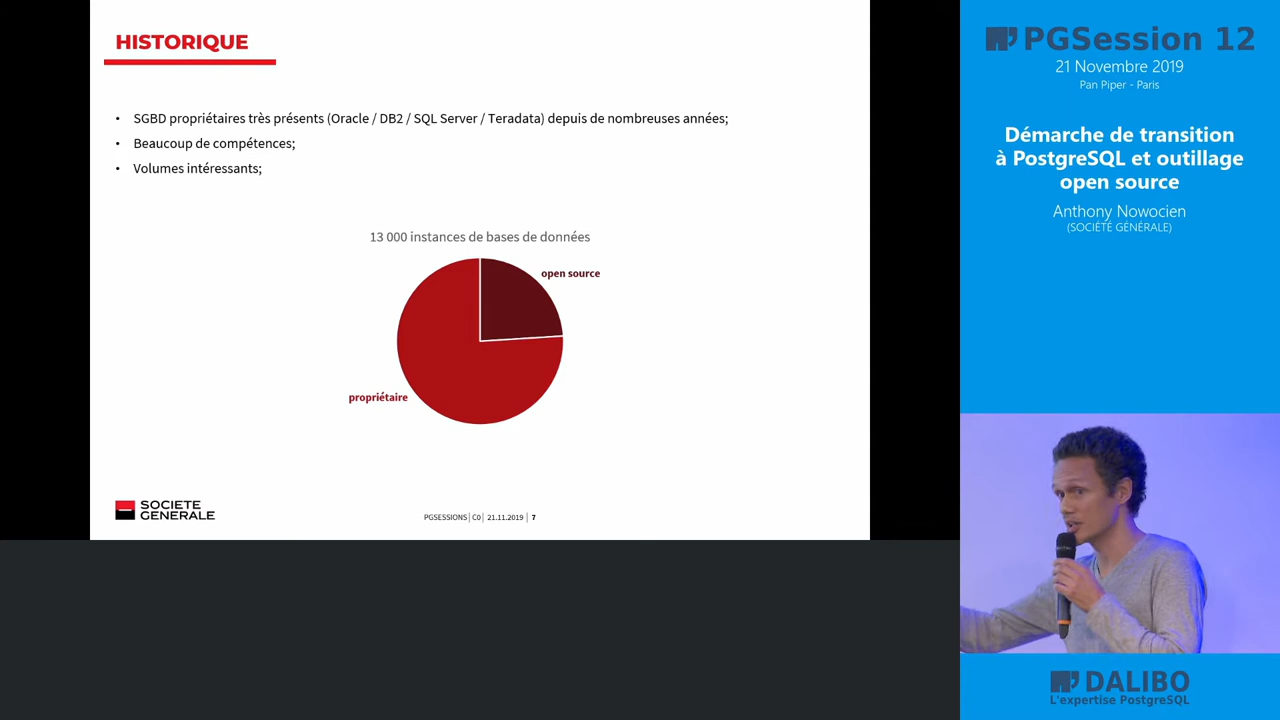 HISTORIQUE
• SGBD propriétaires très présents (Oracle / DB2 / SQL Server / Teradata) depuis de nombreuses années;
• Beaucoup de compétences;
• Volumes intéressants;
13 000 instances de bases de données
open source
propriétaire
SOCIETE
GENERALE
PGSESSIONS | C0 | 21.11.2019 | 7
PGSession 12
21 Novembre 2019
Pan Piper - Paris
Démarche de transition
à PostgreSQL et outillage
open source
Anthony Nowocien
(SOCIÉTÉ GÉNÉRALE)
DALIBO
L'expertise PostgreSQL